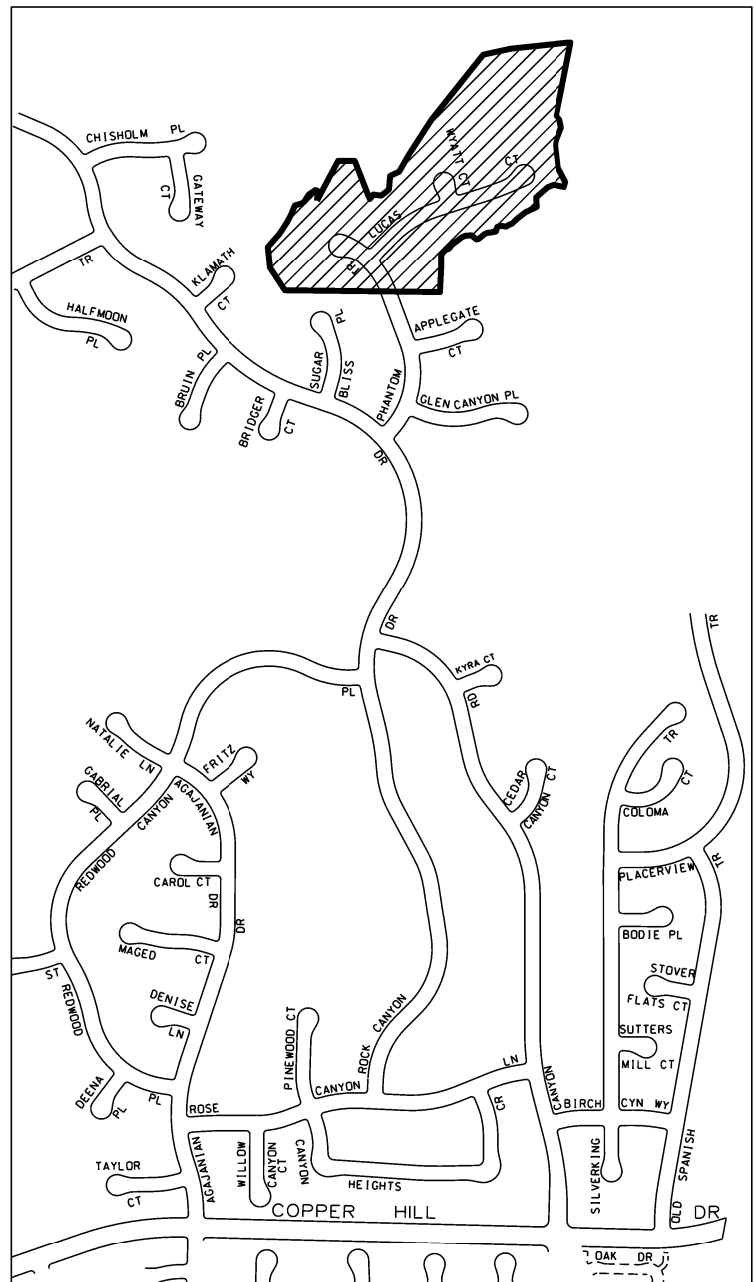 CHISHOLM PL
GATEWAY CT
WYATT CT
CT
LUCAS
TR
TR
KLAMATH CT
HALFMOON PL
PL
APPLEGATE CT
BRUIN PL
SUGAR
BLISS
PHANTOM
GLEN CANYON PL
BRIDGER CT
DR
DR
TR
KYRA CT
PL
RD
NATALIE LN
FRITZ WY
TR
CEDAR
CANYON CT
CT
COLOMA
GABRIAL PL
AGAJANIAN
CANYON
REDWOOD
TR
PLACERVIEW
CAROL CT
DR
DR
BODIE PL
MAGED CT
STOVER
FLATS CT
ST
REDWOOD
DENISE LN
SUTTERS
MILL CT
PINEWOOD CT
ROCK CANYON
LN
DEENA PL
PL
CANYON
CR
CANYON
BIRCH CYN WY
ROSE
AGAJANIAN
WILLOW
CANYON CT
CANYON
HEIGHTS
TAYLOR CT
SILVERKING
OLD SPANISH
COPPER HILL DR
OAK DR